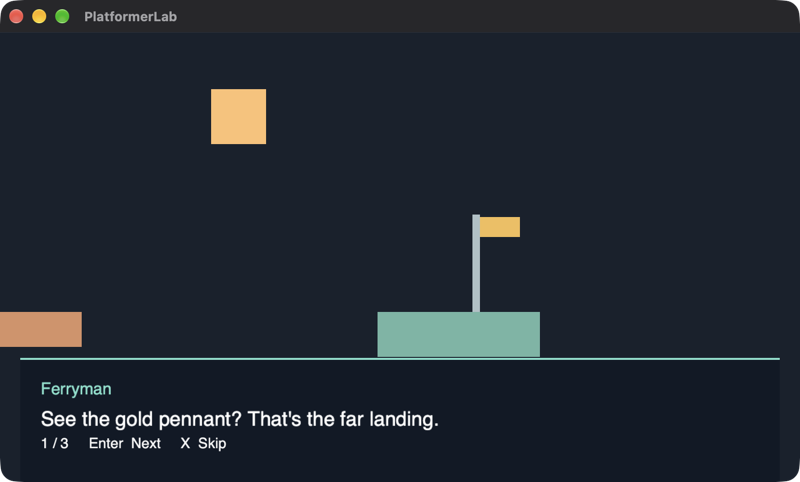 PlatformerLab
Ferryman
See the gold pennant? That's the far landing.
1 / 3 Enter Next X Skip